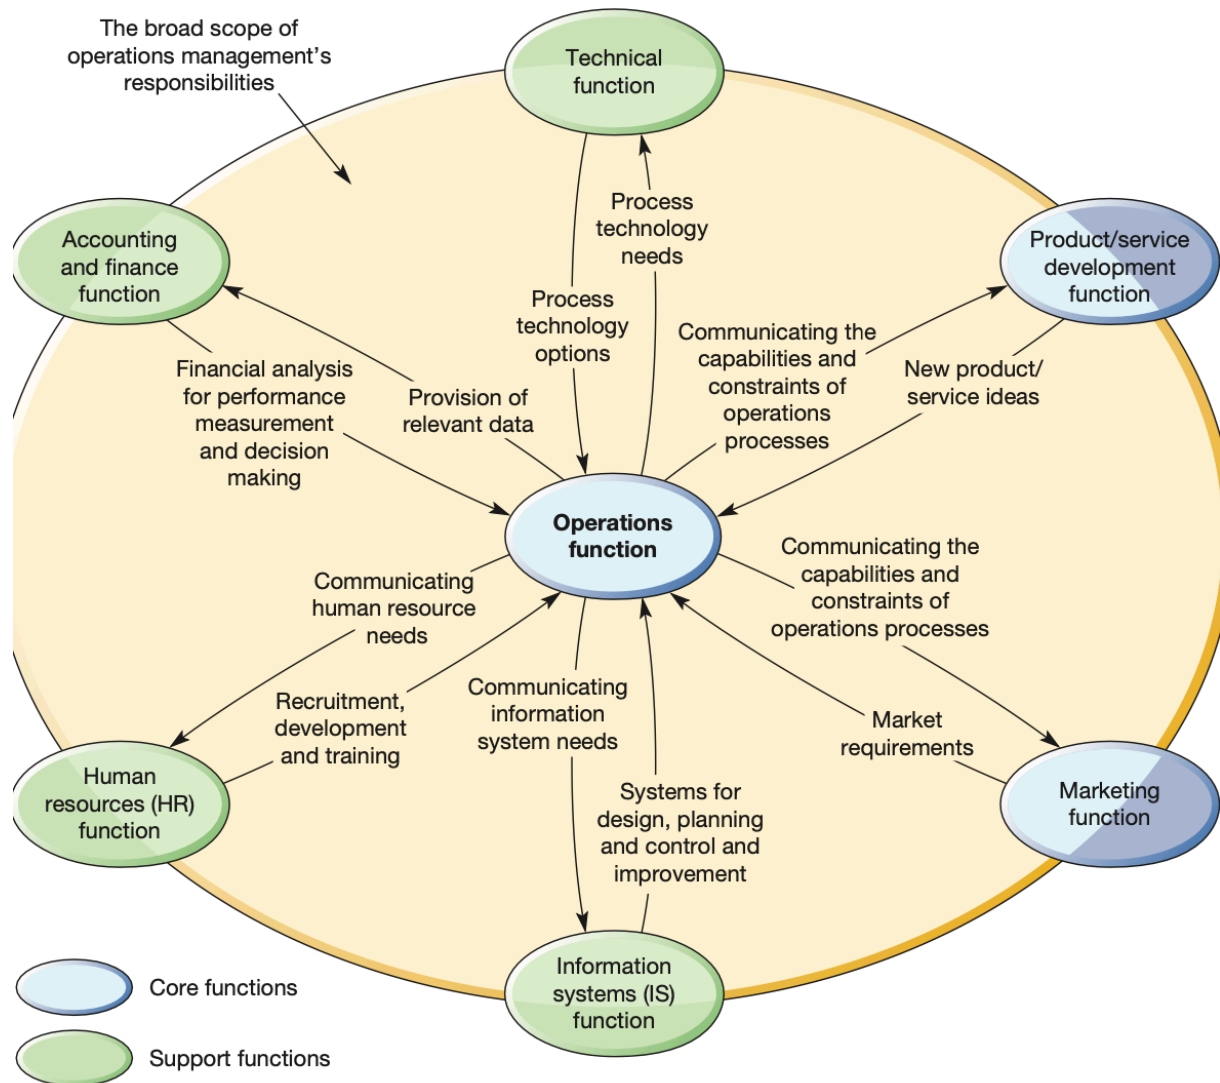 The broad scope of
operations management's
responsibilities
Technical
function
Accounting
and finance
function
Product/service
development
function
Process
technology
needs
Process
technology
options
Communicating the
capabilities and
constraints of
operations
processes
New product/
service ideas
Financial analysis
for performance
measurement
and decision
making
Provision of
relevant data
Operations
function
Communicating
human resource
needs
Communicating the
capabilities and
constraints of
operations processes
Recruitment,
development
and training
Communicating
information
system needs
Market
requirements
Human
resources (HR)
function
Systems for
design, planning
and control and
improvement
Marketing
function
Information
systems (IS)
function
Core functions
Support functions